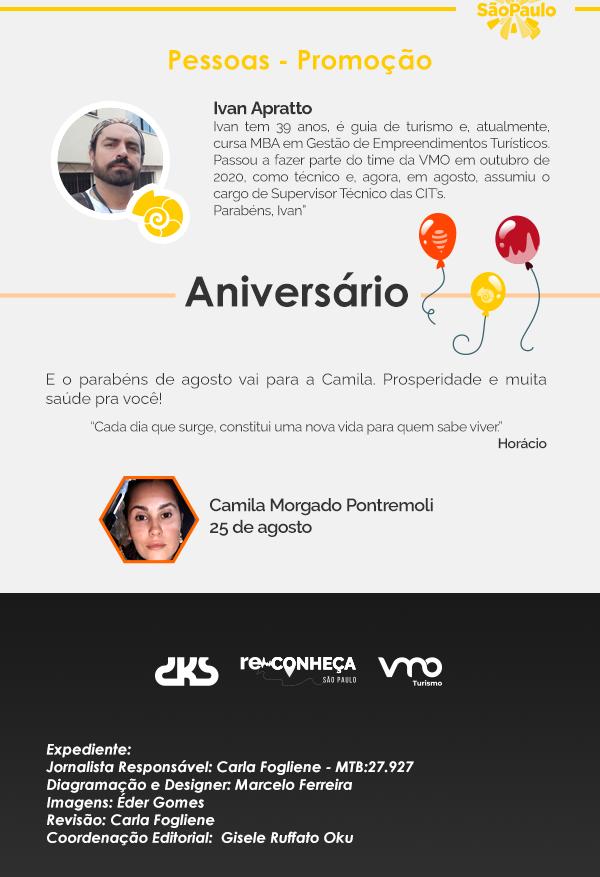 SãoPaulo
Pessoas - Promoção
Ivan Apratto
Ivan tem 39 anos, é guia de turismo e, atualmente,
cursa MBA em Gestão de Empreendimentos Turísticos.
Passou a fazer parte do time da VMO em outubro de
2020, como técnico e, agora, em agosto, assumiu o
cargo de Supervisor Técnico das CIT's.
Parabéns, Ivan"
Aniversário
E o parabéns de agosto vai para a Camila. Prosperidade e muita
saúde pra você!
"Cada dia que surge, constitui uma nova vida para quem sabe viver."
Horácio
Camila Morgado Pontremoli
25 de agosto
DKS
reCONHEÇA
SÃO PAULO
vmo
Turismo
Expediente:
Jornalista Responsável: Carla Fogliene - MTB:27.927
Diagramação e Designer: Marcelo Ferreira
Imagens: Éder Gomes
Revisão: Carla Fogliene
Coordenação Editorial:  Gisele Ruffato Oku